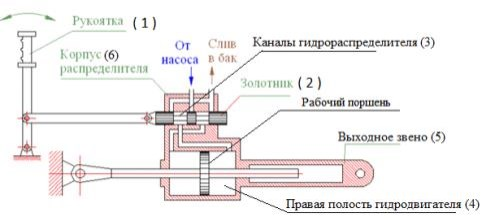 Рукоятка (1)
Корпус (6)
распределителя
От
насоса
Слив
в бак
Каналы гидрораспределителя (3)
Золотник (2)
Рабочий поршень
Выходное звено (5)
Правая полость гидродвигателя (4)